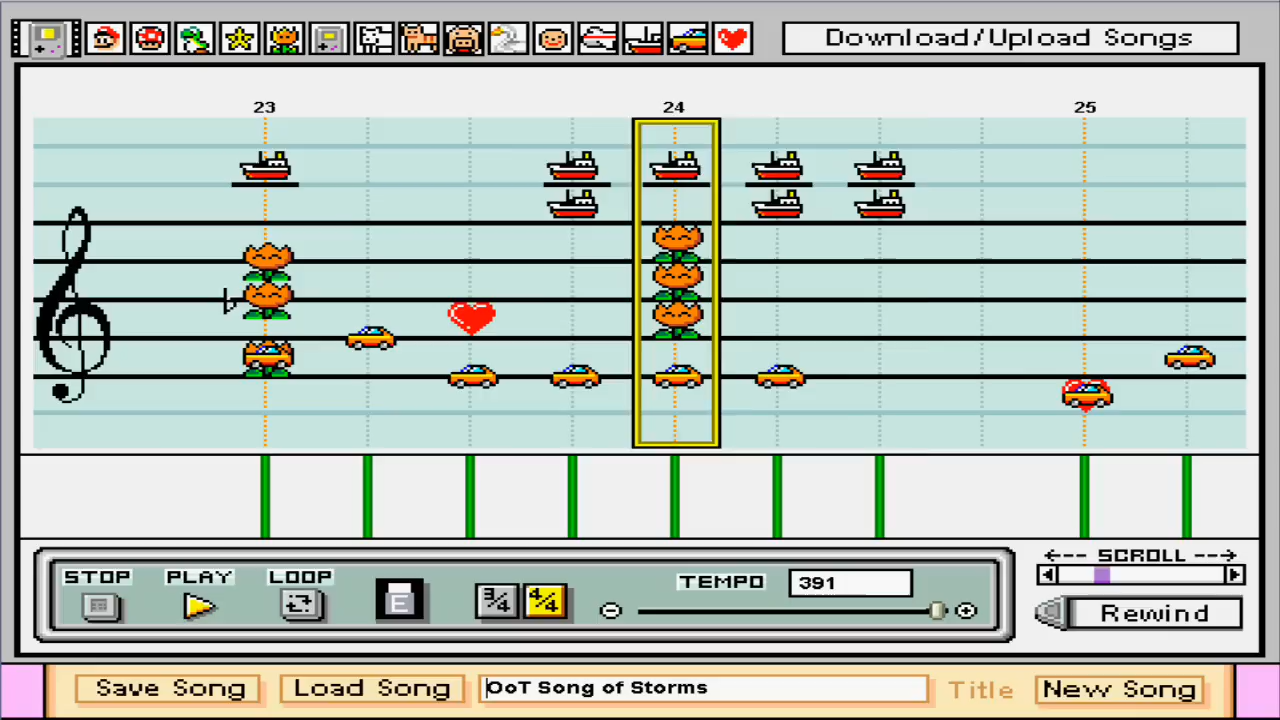 Download/Upload Songs
23 24 25
STOP PLAY LOOP
E
3/4 4/4
TEMPO 391
<--- SCROLL --->
Rewind
Save Song Load Song OoT Song of Storms Title New Song